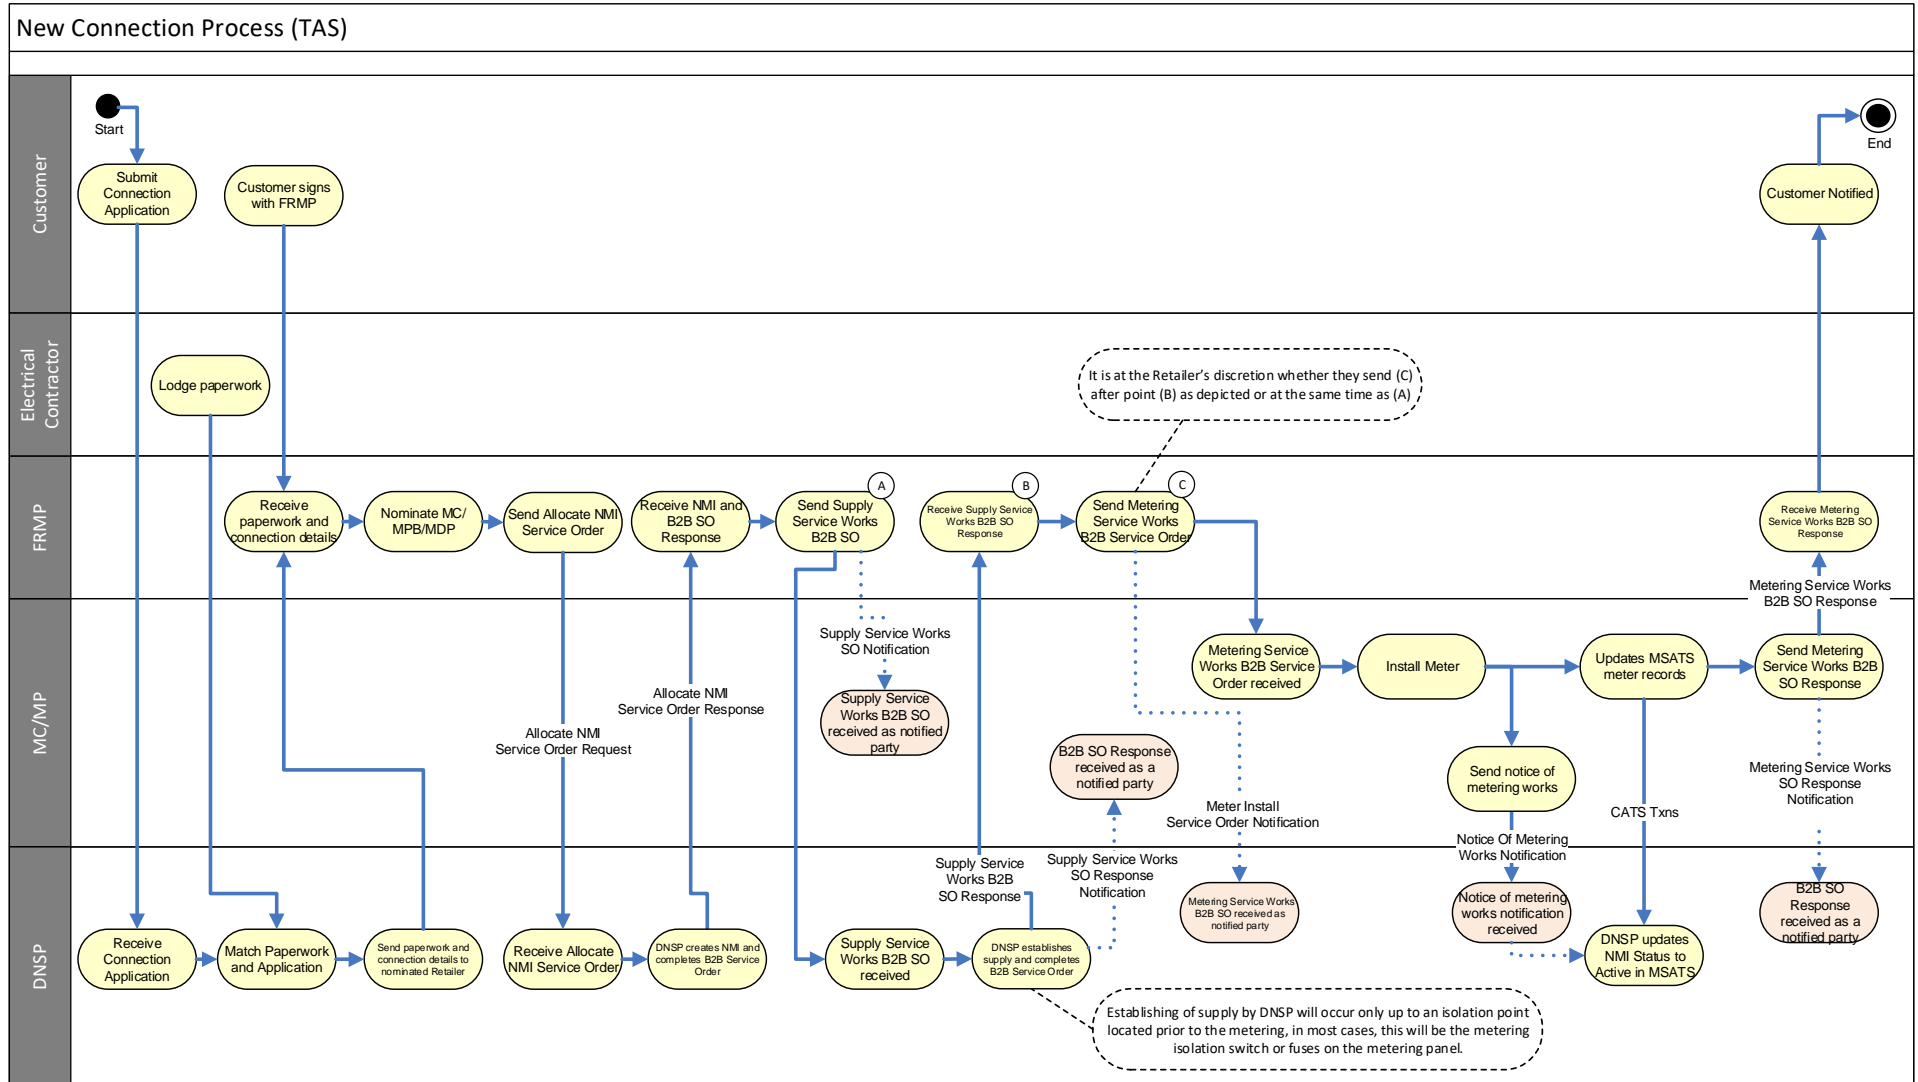 New Connection Process (TAS)
Customer
Start
Submit
Connection
Application
Customer signs
with FRMP
Customer Notified
End
Electrical
Contractor
Lodge paperwork
It is at the Retailer's discretion whether they send (C)
after point (B) as depicted or at the same time as (A)
FRMP
Receive
paperwork and
connection details
Nominate MC/
MPB/MDP
Send Allocate NMI
Service Order
Receive NMI and
B2B SO
Response
A
Send Supply
Service Works
B2B SO
B
Receive Supply Service
Works B2B SO
Response
C
Send Metering
Service Works
B2B Service Order
Receive Metering
Service Works B2B SO
Response
Metering Service Works
B2B SO Response
MC/MP
Supply Service Works
SO Notification
Supply Service
Works B2B SO
received as notified
party
Allocate NMI
Service Order Response
Allocate NMI
Service Order Request
B2B SO Response
received as a
notified party
Metering Service
Works B2B Service
Order received
Install Meter
Updates MSATS
meter records
Send Metering
Service Works B2B
SO Response
Send notice of
metering works
Meter Install
Service Order Notification
CATS Txns
Metering Service Works
SO Response
Notification
Notice Of Metering
Works Notification
Supply Service
Works B2B
SO Response
Supply Service Works
SO Response
Notification
DNSP
Receive
Connection
Application
Match Paperwork
and Application
Send paperwork and
connection details to
nominated Retailer
Receive Allocate
NMI Service Order
DNSP creates NMI and
completes B2B Service
Order
Supply Service
Works B2B SO
received
DNSP establishes
supply and completes
B2B Service Order
Metering Service Works
B2B SO received as
notified party
Notice of metering
works notification
received
DNSP updates
NMI Status to
Active in MSATS
B2B SO
Response
received as a
notified party
Establishing of supply by DNSP will occur only up to an isolation point
located prior to the metering, in most cases, this will be the metering
isolation switch or fuses on the metering panel.